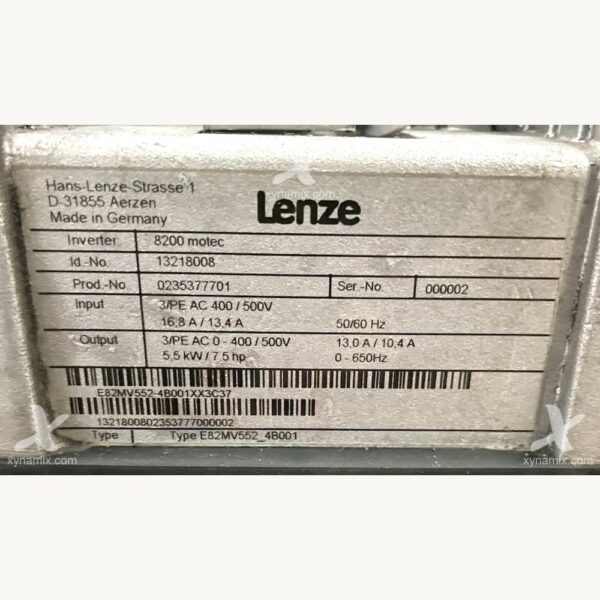 Hans-Lenze-Strasse 1
D-31855 Aerzen
Made in Germany
Lenze
Inverter 8200 motec
Id.-No. 13218008
Prod.-No 0235377701 Ser.-No. 000002
Input 3/PE AC 400 / 500V
16,8 A / 13,4 A 50/60 Hz
Output 3/PE AC 0 - 400 / 500V 13,0 A / 10,4 A
5,5 kW / 7.5 hp 0 - 650Hz
E82MV552-4B001XX3C37
1321800802353777000002
Type Type E82MV552_4B001
xynamix.com
xynamix.com
xynamix.com
xynamix.com